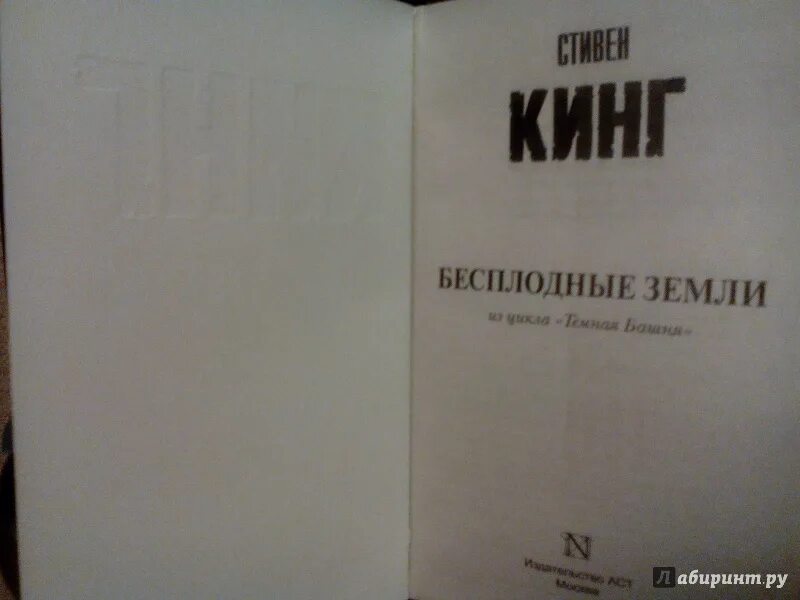 СТИВЕН
КИНГ
БЕСПЛОДНЫЕ ЗЕМЛИ
из цикла «Темная Башня»
N
Издательство АСТ
Москва
Лабиринт.ру